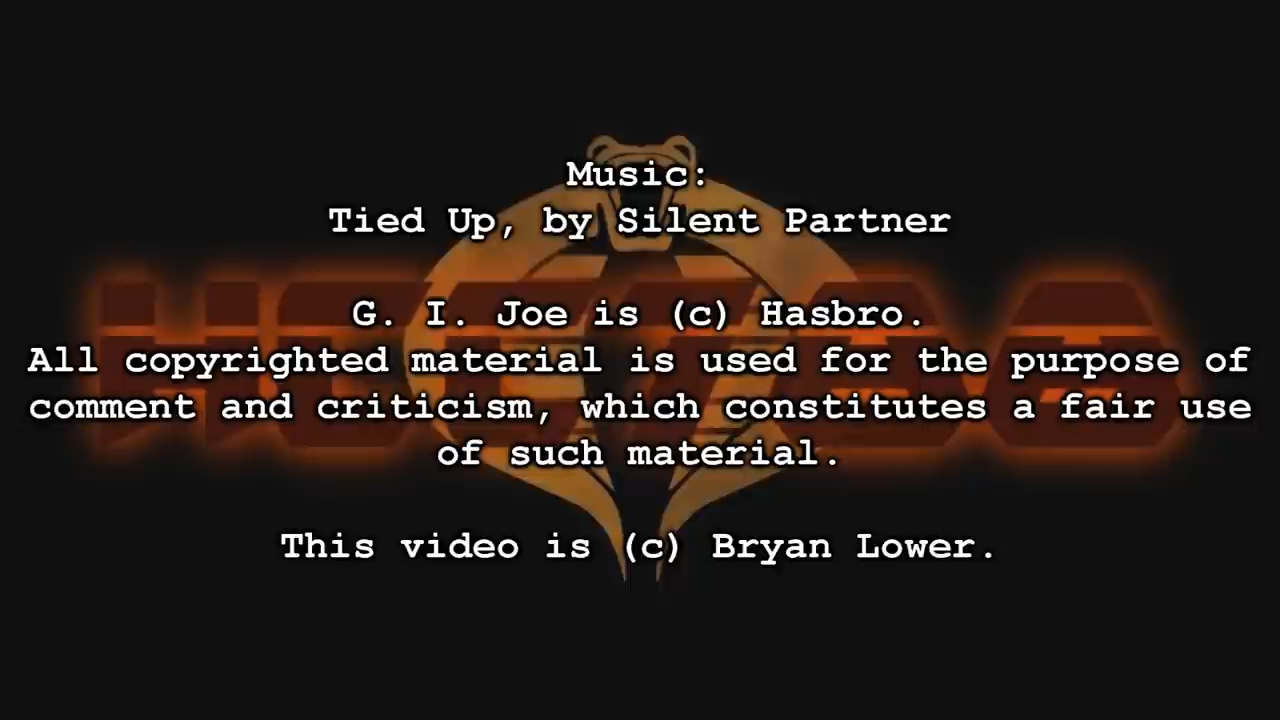 Music:
Tied Up, by Silent Partner
G. I. Joe is (c) Hasbro.
All copyrighted material is used for the purpose of
comment and criticism, which constitutes a fair use
of such material.
This video is (c) Bryan Lower.
HCC788